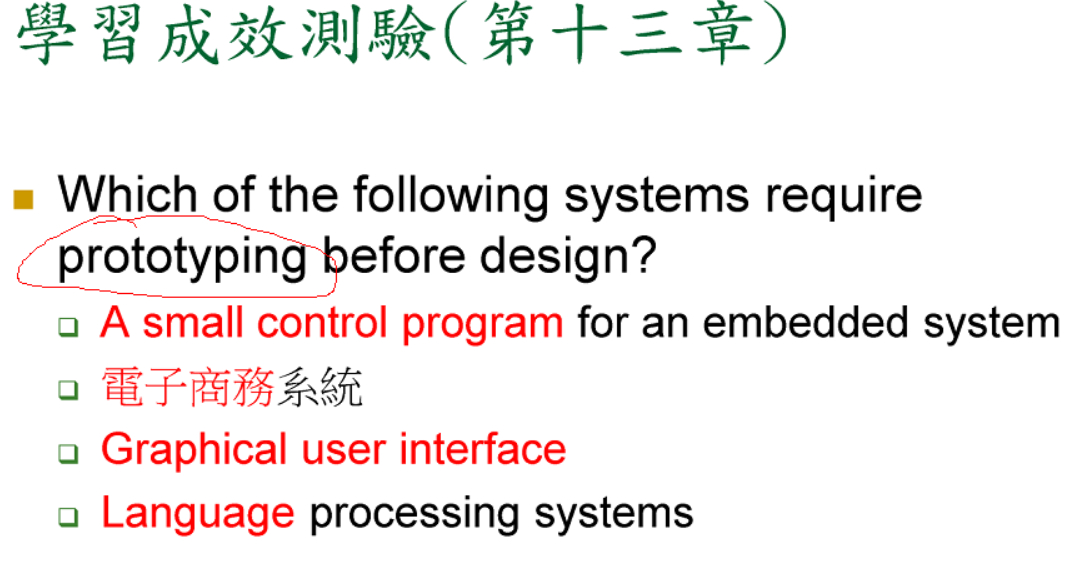 學習成效測驗(第十三章)
Which of the following systems require
prototyping before design?
A small control program for an embedded system
電子商務系統
Graphical user interface
Language processing systems